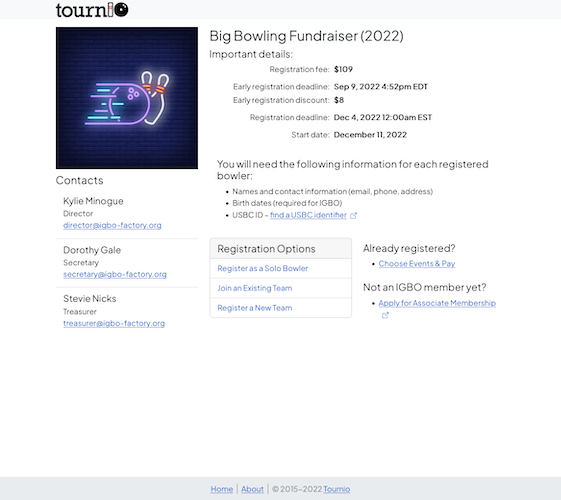 tournio
Big Bowling Fundraiser (2022)
Important details:
Registration fee: $109
Early registration deadline: Sep 9, 2022 4:52pm EDT
Early registration discount: $8
Registration deadline: Dec 4, 2022 12:00am EST
Start date: December 11, 2022
You will need the following information for each registered
bowler:
• Names and contact information (email, phone, address)
• Birth dates (required for IGBO)
• USBC ID – find a USBC identifier
Contacts
Kylie Minogue
Director
director@igbo-factory.org
Dorothy Gale
Secretary
secretary@igbo-factory.org
Stevie Nicks
Treasurer
treasurer@igbo-factory.org
Registration Options
Register as a Solo Bowler
Join an Existing Team
Register a New Team
Already registered?
• Choose Events & Pay
Not an IGBO member yet?
• Apply for Associate Membership
Home | About | © 2015–2022 Tournio